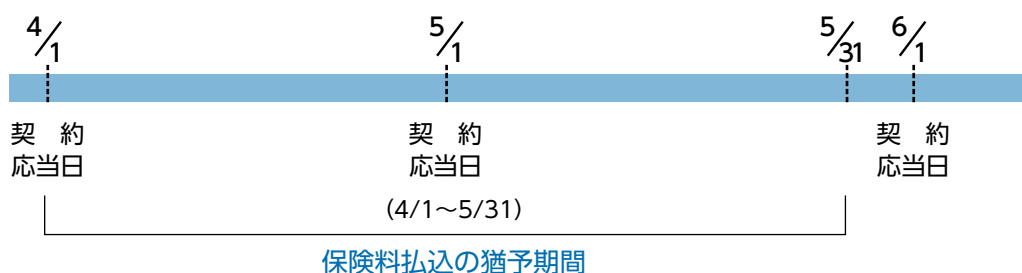 4/1 5/1 5/31 6/1
契 約 契 約 契 約
応当日 応当日 応当日
(4/1～5/31)
保険料払込の猶予期間